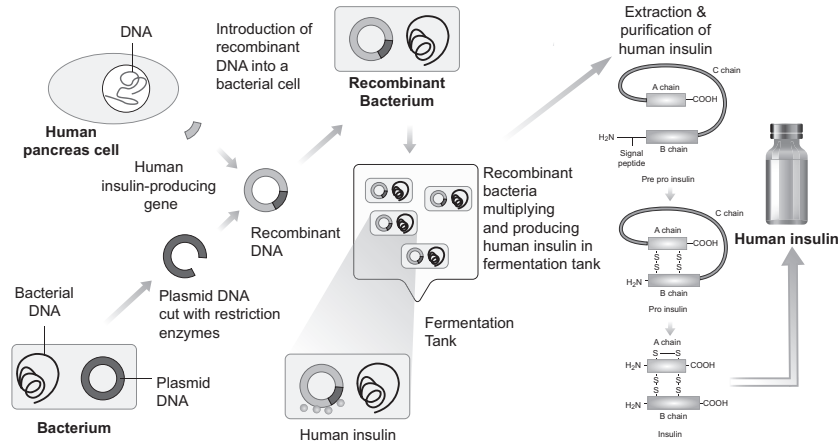 DNA
Human
pancreas cell
Introduction of
recombinant
DNA into a
bacterial cell
Recombinant
Bacterium
Human
insulin-producing
gene
Recombinant
DNA
Plasmid DNA
cut with restriction
enzymes
Bacterial
DNA
Plasmid
DNA
Bacterium
Recombinant
bacteria
multiplying
and producing
human insulin in
fermentation tank
Fermentation
Tank
Human insulin
Extraction &
purification of
human insulin
C chain
A chain
COOH
H₂N
B chain
Signal
peptide
Pre pro insulin
C chain
A chain
COOH
S S
S S
H₂N
B chain
Pro insulin
A chain
S S
H₂N
COOH
S S
S S
H₂N
COOH
B chain
Insulin
Human insulin